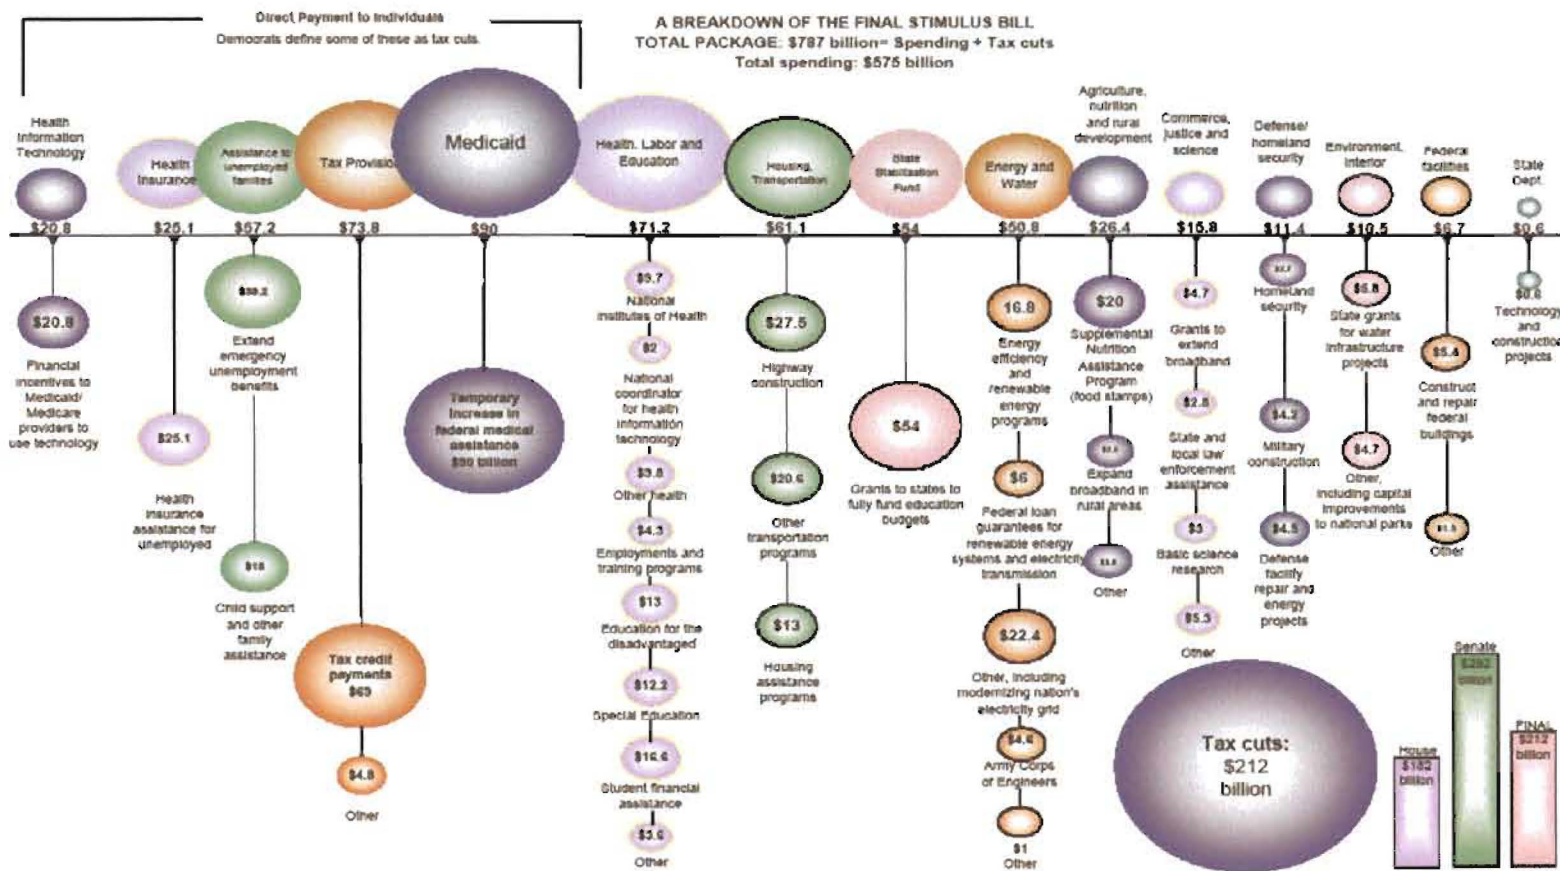 Direct Payment to Individuals
Democrats define some of these as tax cuts.
A BREAKDOWN OF THE FINAL STIMULUS BILL
TOTAL PACKAGE: $787 billion= Spending + Tax cuts
Total spending: $575 billion
Health
Information
Technology
$20.8
$20.8
Financial
incentives to
Medicaid/
Medicare
providers to
use technology
Health
Insurance
$25.1
$25.1
Health
insurance
assistance for
unemployed
Assistance to
unemployed
families
$57.2
$39.2
Extend
emergency
unemployment
benefits
$18
Child support
and other
family
assistance
Tax Provision
$73.8
Tax credit
payments
$69
$4.8
Other
Medicaid
$90
Temporary
increase in
federal medical
assistance
$90 billion
Health, Labor and
Education
$71.2
$9.7
National
institutes of Health
$2
National
coordinator
for health
information
technology
$9.8
Other health
$4.3
Employments and
training programs
$13
Education for the
disadvantaged
$12.2
Special Education
$16.6
Student financial
assistance
$3.6
Other
Housing,
Transportation
$61.1
$27.5
Highway
construction
$20.6
Other
transportation
programs
$13
Housing
assistance
programs
State
Stabilization
Fund
$54
$54
Grants to states to
fully fund education
budgets
Energy and
Water
$50.8
16.8
Energy
efficiency
and
renewable
energy
programs
$6
Federal loan
guarantees for
renewable energy
systems and electricity
transmission
$22.4
Other, including
modernizing nation's
electricity grid
$4.6
Army Corps
of Engineers
$1
Other
Agriculture,
nutrition
and rural
development
$26.4
$20
Supplemental
Nutrition
Assistance
Program
(food stamps)
Expand
broadband in
rural areas
Other
Commerce,
justice and
science
$15.8
$4.7
Grants to
extend
broadband
$2.8
State and
local law
enforcement
assistance
$3
Basic science
research
$5.3
Other
Defense/
homeland
security
$11.4
Homeland
security
$4.2
Military
construction
$4.5
Defense
facilify
repair and
energy
projects
Environment,
Interior
$10.5
$5.8
State grants
for water
infrastructure
projects
$4.7
Other,
including capital
improvements
to national parks
Federal
facilities
$6.7
$5.4
Construct
and repair
federal
buildings
Other
State
Dept.
$0.6
$0.6
Technology
and
construction
projects
Tax cuts:
$212
billion
House
$182
billion
Senate
$292
billion
FINAL
$212
billion